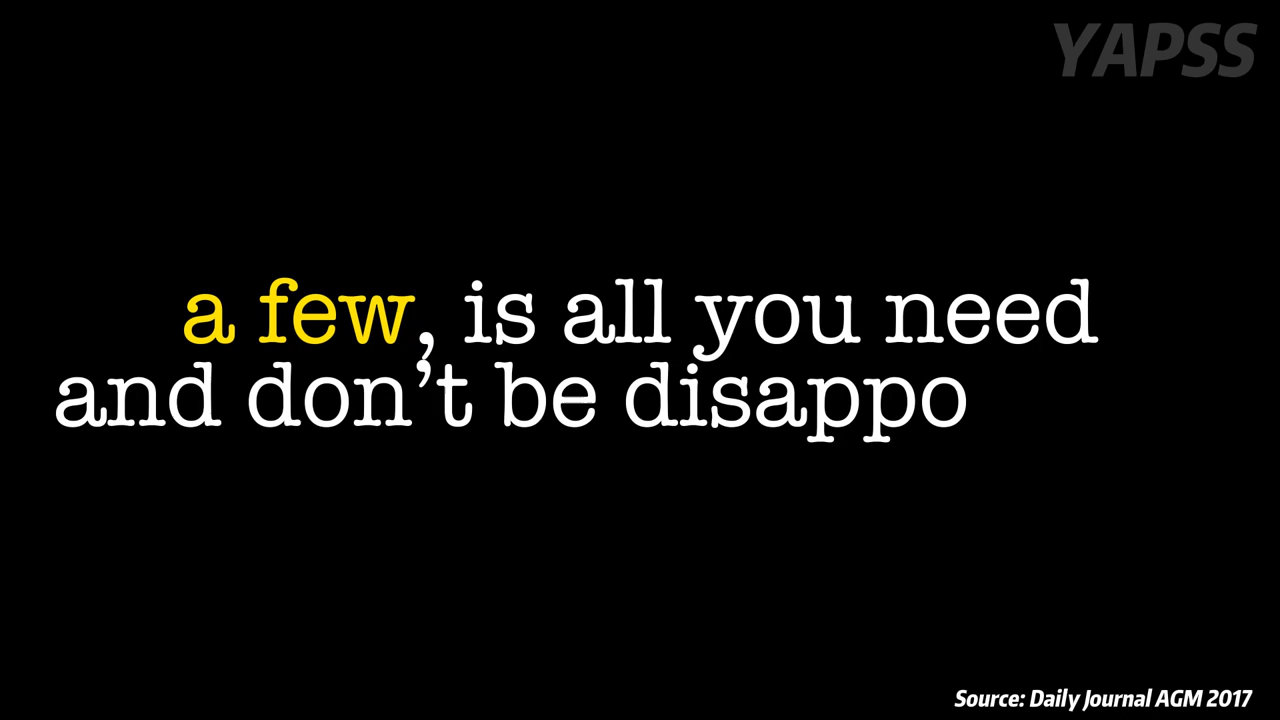 YAPSS
a few, is all you need
and don’t be disappo
Source: Daily Journal AGM 2017